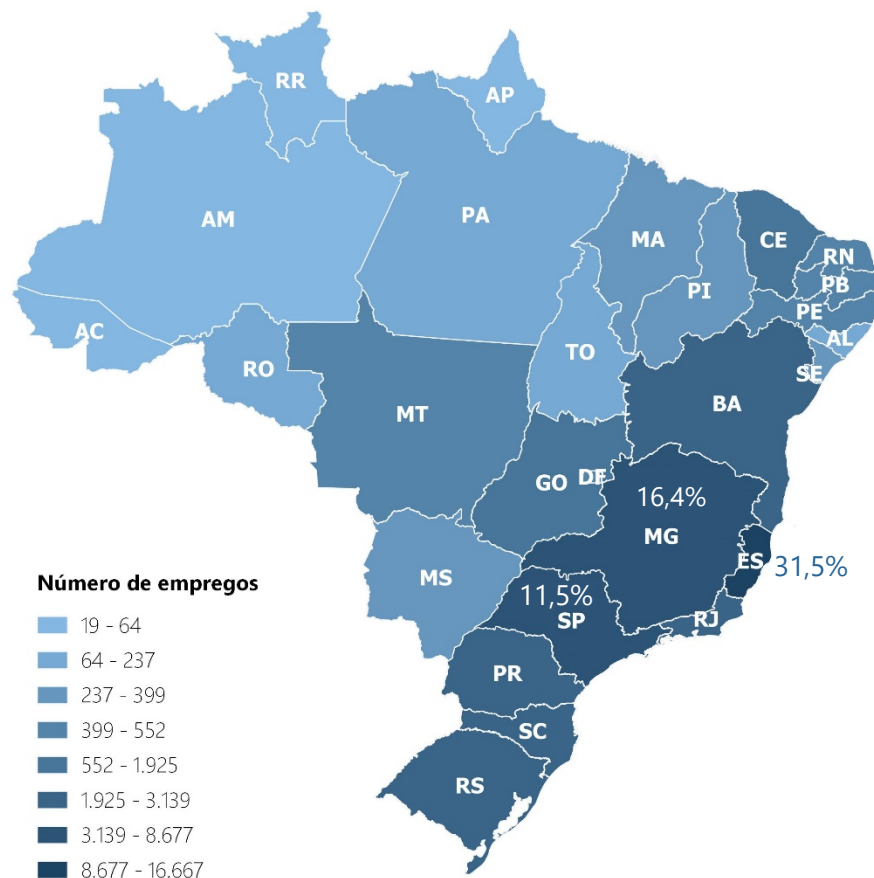 RR
AP
AM
PA
MA
CE
RN
PB
PI
PE
AC
AL
TO
RO
SE
BA
MT
GO
DF
16,4%
MG
ES
31,5%
MS
11,5%
SP
RJ
PR
SC
RS
Número de empregos
19 - 64
64 - 237
237 - 399
399 - 552
552 - 1.925
1.925 - 3.139
3.139 - 8.677
8.677 - 16.667